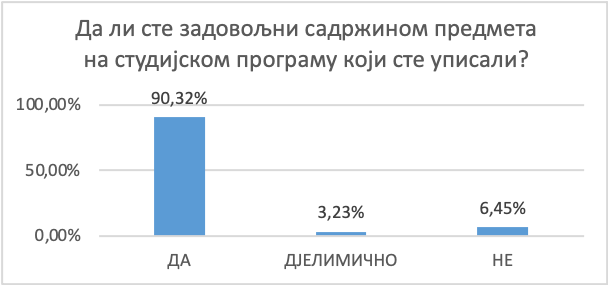 Да ли сте задовољни садржином предмета
на студијском програму који сте уписали?
100,00%
50,00%
0,00%
90,32%
3,23%
6,45%
ДА
ДЈЕЛИМИЧНО
НЕ